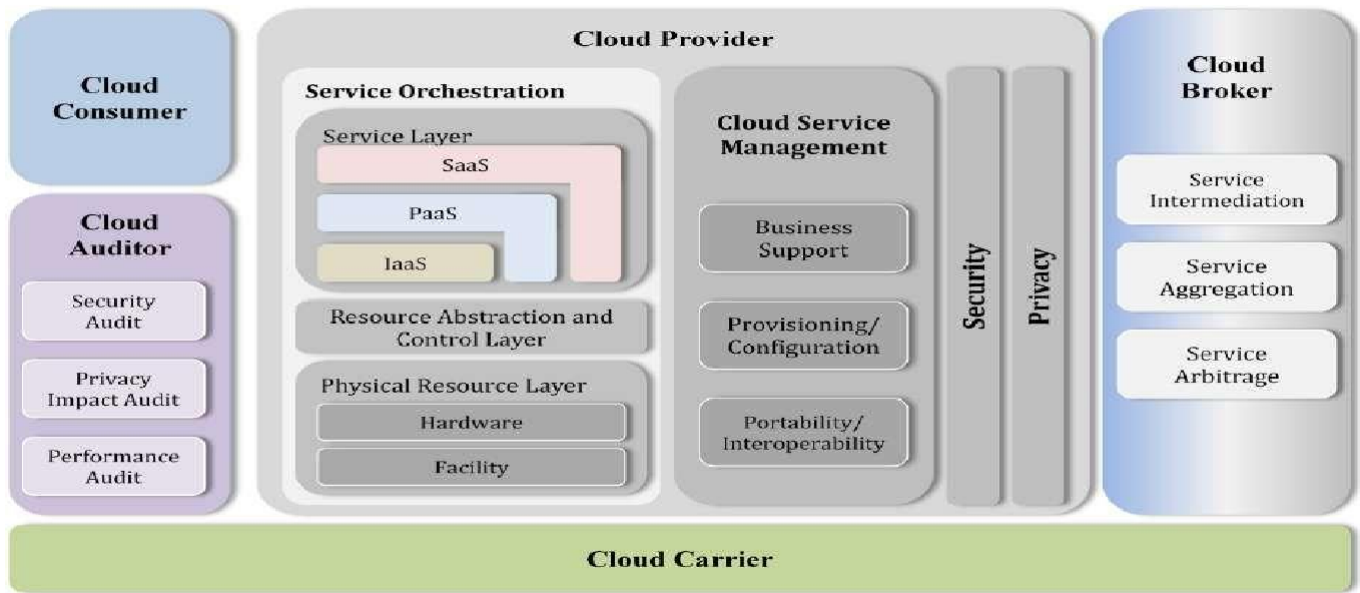 Cloud
Consumer
Cloud
Auditor
Security
Audit
Privacy
Impact Audit
Performance
Audit
Cloud Provider
Service Orchestration
Service Layer
SaaS
PaaS
IaaS
Resource Abstraction and
Control Layer
Physical Resource Layer
Hardware
Facility
Cloud Service
Management
Business
Support
Provisioning/
Configuration
Portability/
Interoperability
Security
Privacy
Cloud
Broker
Service
Intermediation
Service
Aggregation
Service
Arbitrage
Cloud Carrier